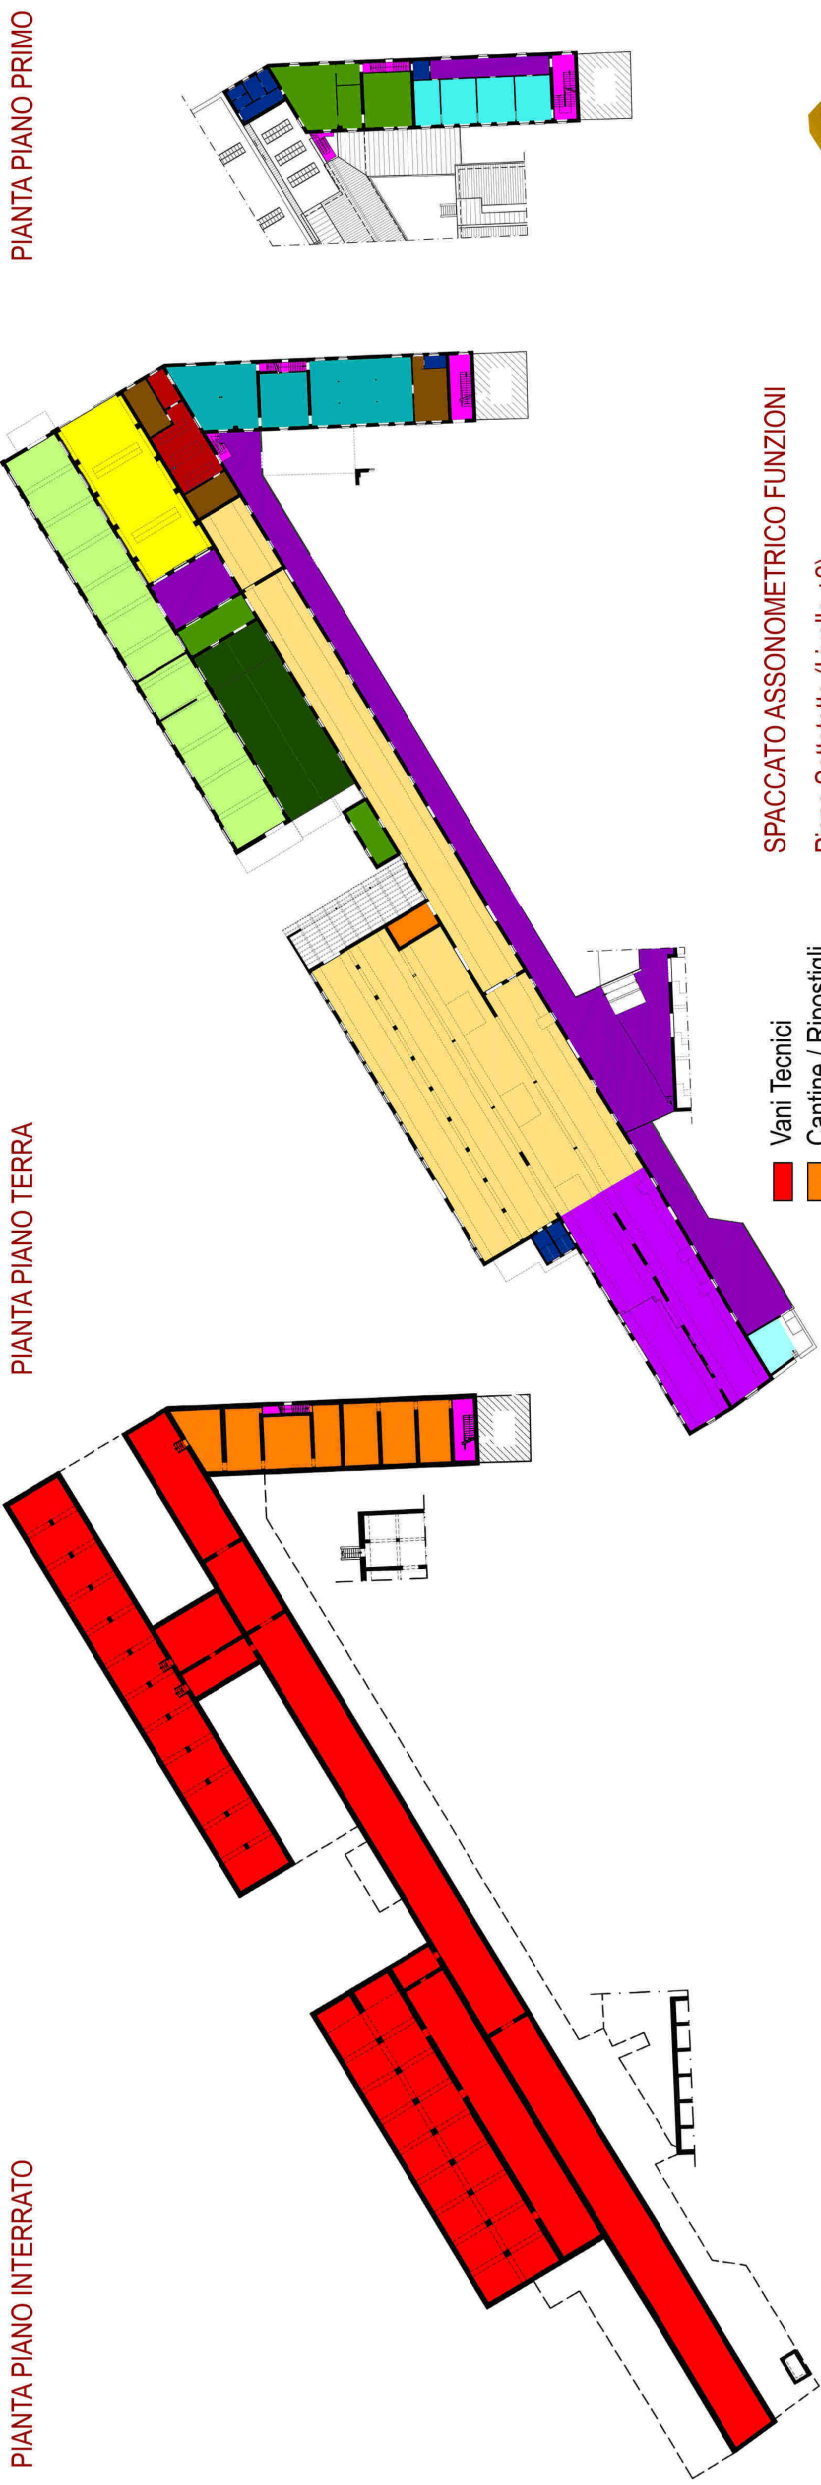 PIANTA PIANO INTERRATO
PIANTA PIANO TERRA
PIANTA PIANO PRIMO
SPACCATO ASSONOMETRICO FUNZIONI
Vani Tecnici
Cantine / Ripostigli